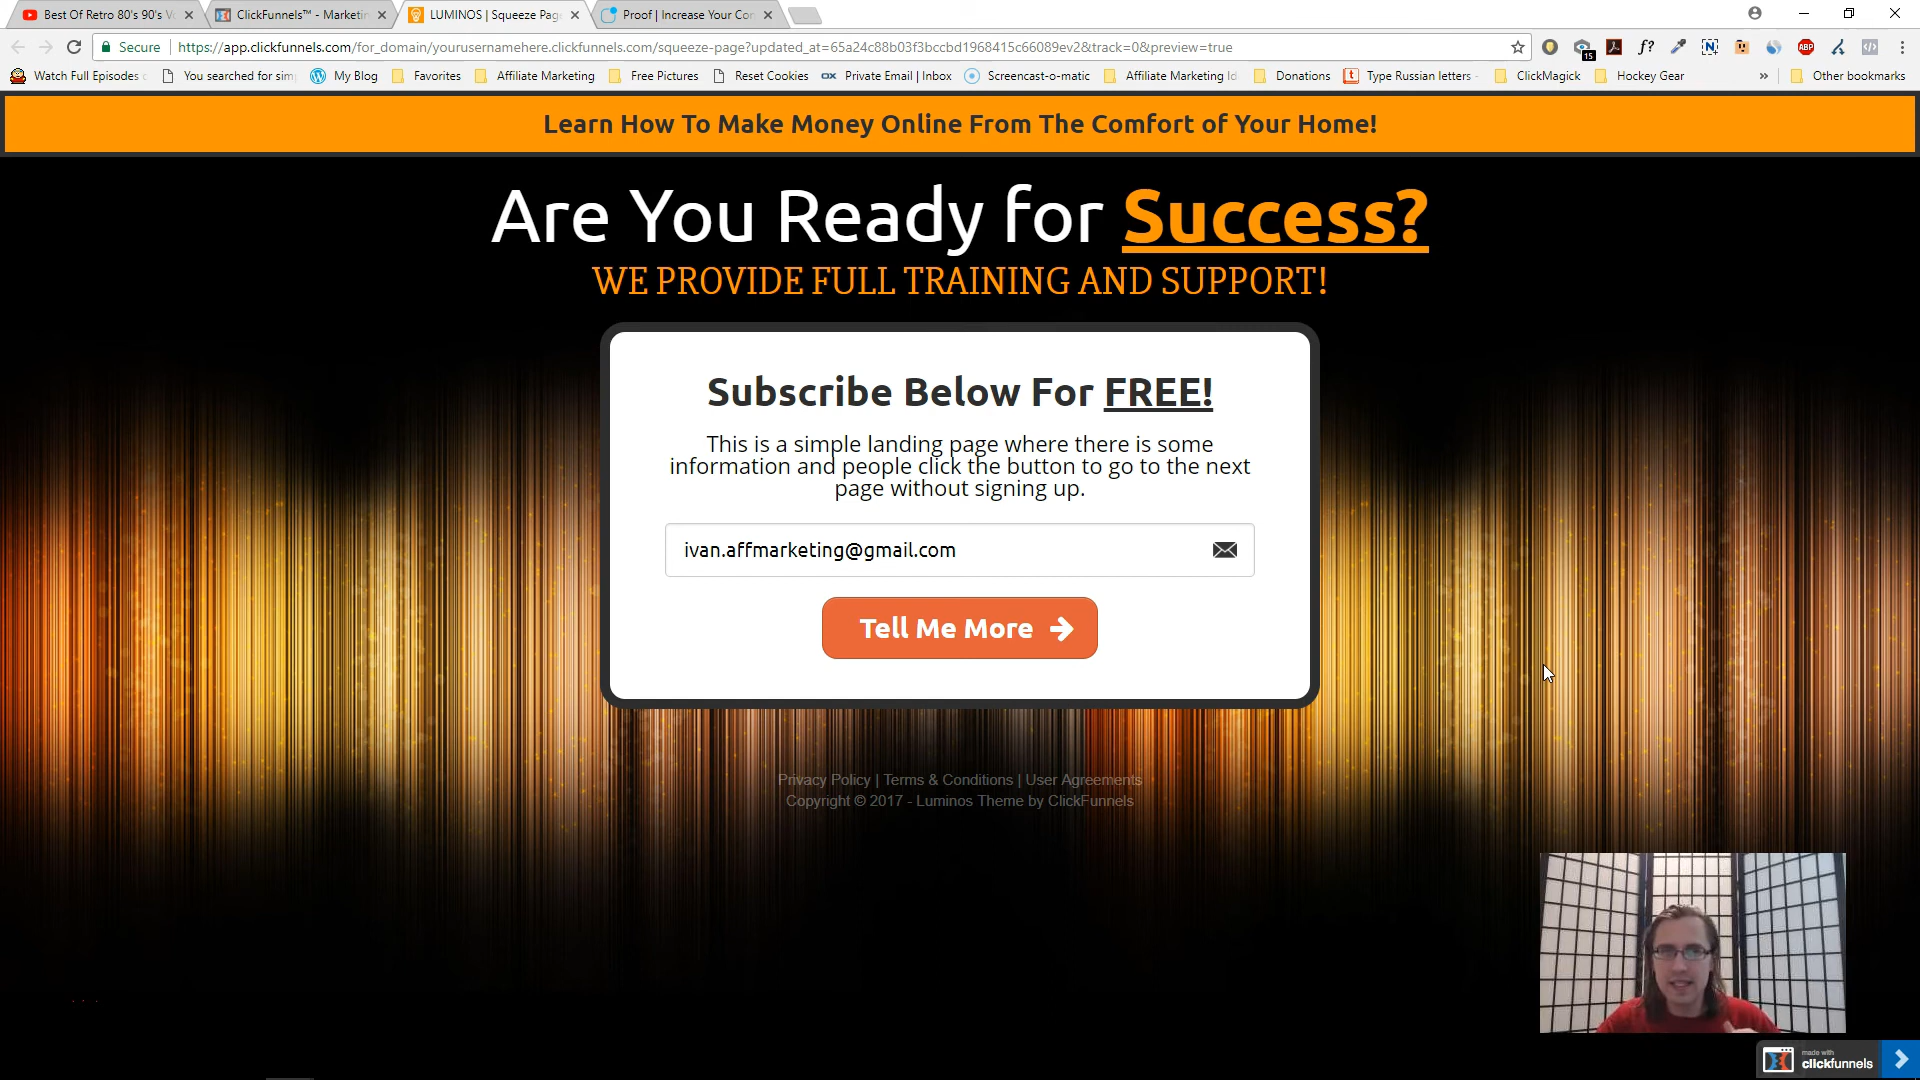 Best Of Retro 80's 90's V
ClickFunnels™ - Marketin
LUMINOS | Squeeze Pag
Proof | Increase Your Con
Secure
https://app.clickfunnels.com/for_domain/yourusernamehere.clickfunnels.com/squeeze-page?updated_at=65a24c88b03f3bccbd1968415c66089ev2&track=0&preview=true
15
ABP
Watch Full Episodes
You searched for sim
My Blog
Favorites
Affiliate Marketing
Free Pictures
Reset Cookies
OX
Private Email | Inbox
Screencast-o-matic
Affiliate Marketing Id
Donations
Type Russian letters
ClickMagick
Hockey Gear
»
Other bookmarks
Learn How To Make Money Online From The Comfort of Your Home!
Are You Ready for Success?
WE PROVIDE FULL TRAINING AND SUPPORT!
Subscribe Below For FREE!
This is a simple landing page where there is some
information and people click the button to go to the next
page without signing up.
ivan.affmarketing@gmail.com
Tell Me More
Privacy Policy | Terms & Conditions | User Agreements
Copyright © 2017 - Luminos Theme by ClickFunnels
made with
clickfunnels